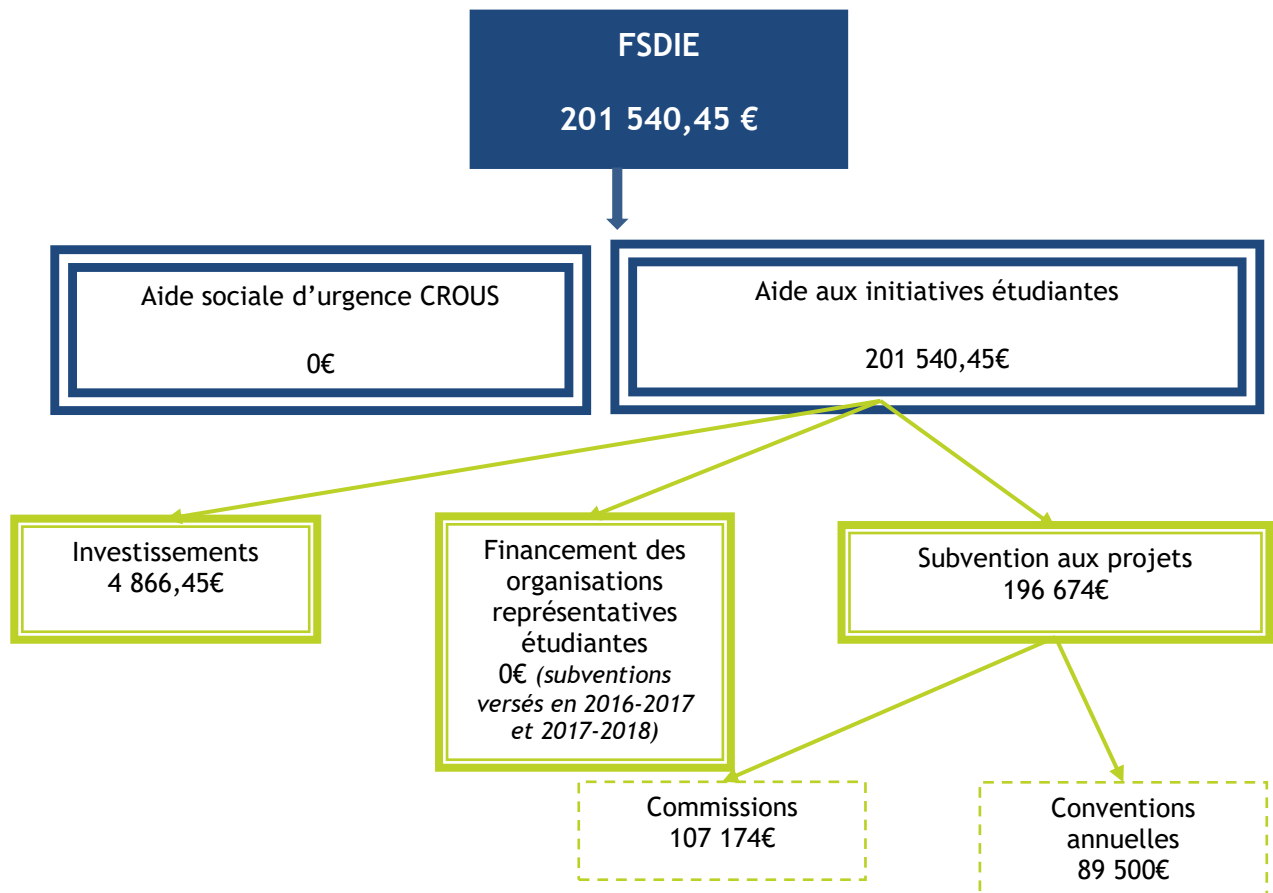 FSDIE
201 540,45 €
Aide sociale d’urgence CROUS
0€
Aide aux initiatives étudiantes
201 540,45€
Investissements
4 866,45€
Financement des
organisations
représentatives
étudiantes
0€ (subventions
versés en 2016-2017
et 2017-2018)
Subvention aux projets
196 674€
Commissions
107 174€
Conventions
annuelles
89 500€